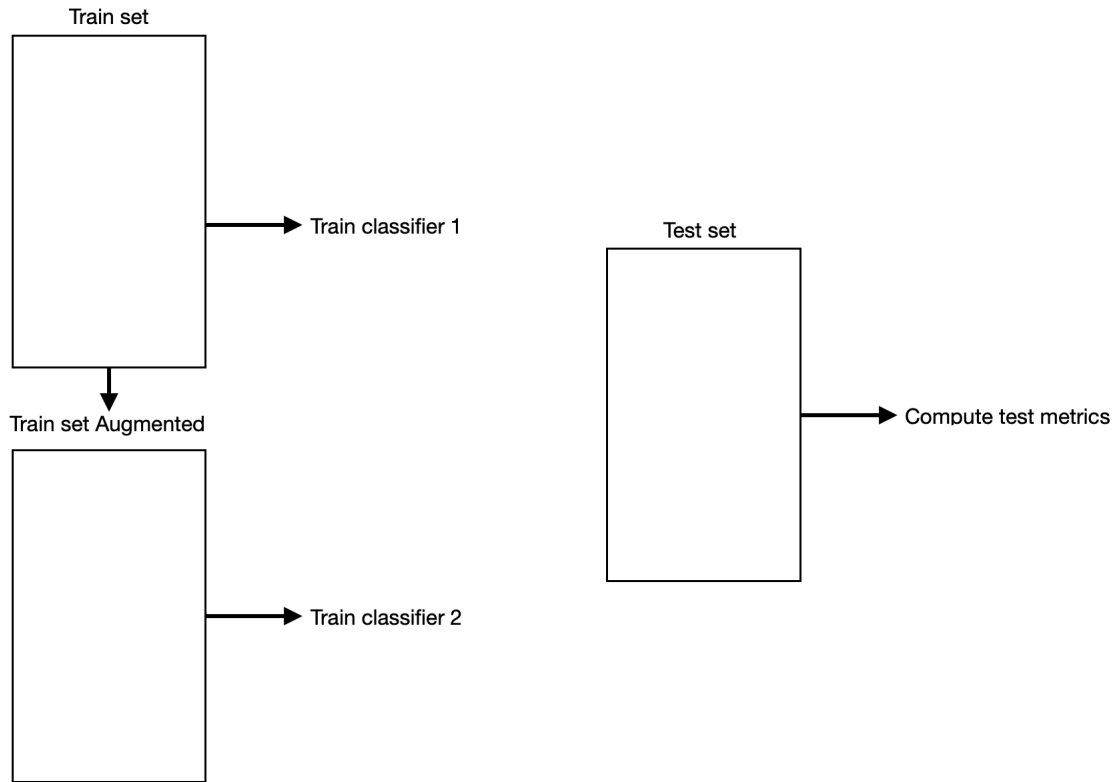 Train set
Train classifier 1
Train set Augmented
Train classifier 2
Test set
Compute test metrics